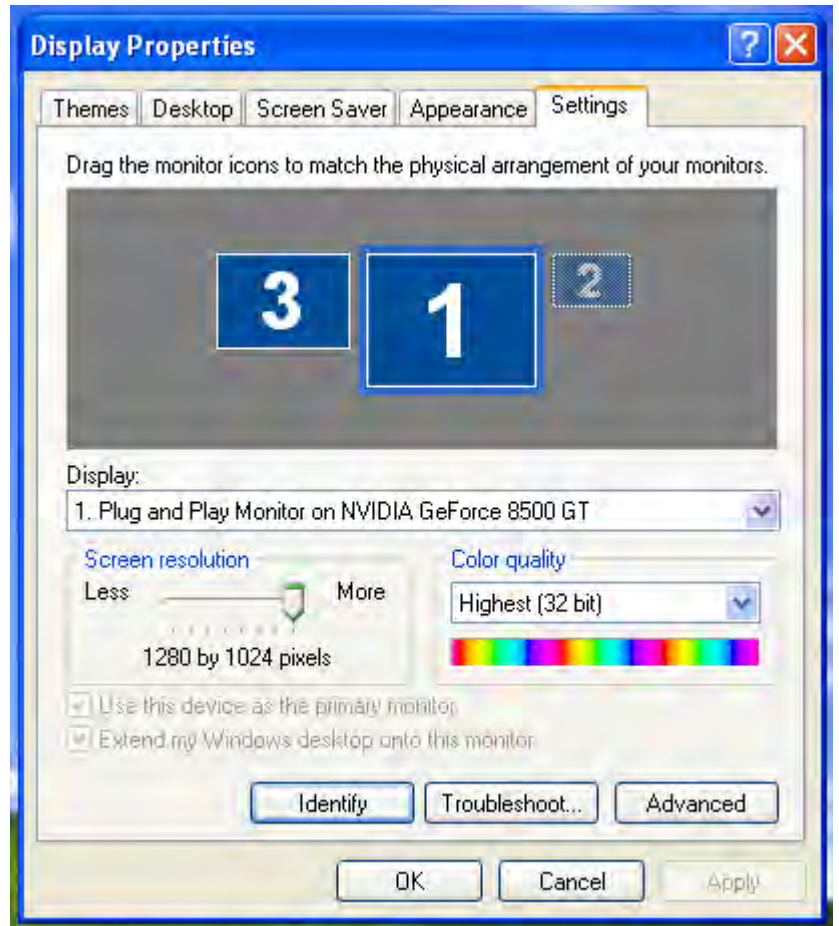 Display Properties
Themes Desktop Screen Saver Appearance Settings
Drag the monitor icons to match the physical arrangement of your monitors.
3 1 2
Display:
1. Plug and Play Monitor on NVIDIA GeForce 8500 GT
Screen resolution
Less More
1280 by 1024 pixels
Color quality
Highest (32 bit)
Use this device as the primary monitor.
Extend my Windows desktop onto this monitor.
Identify Troubleshoot... Advanced
OK Cancel Apply